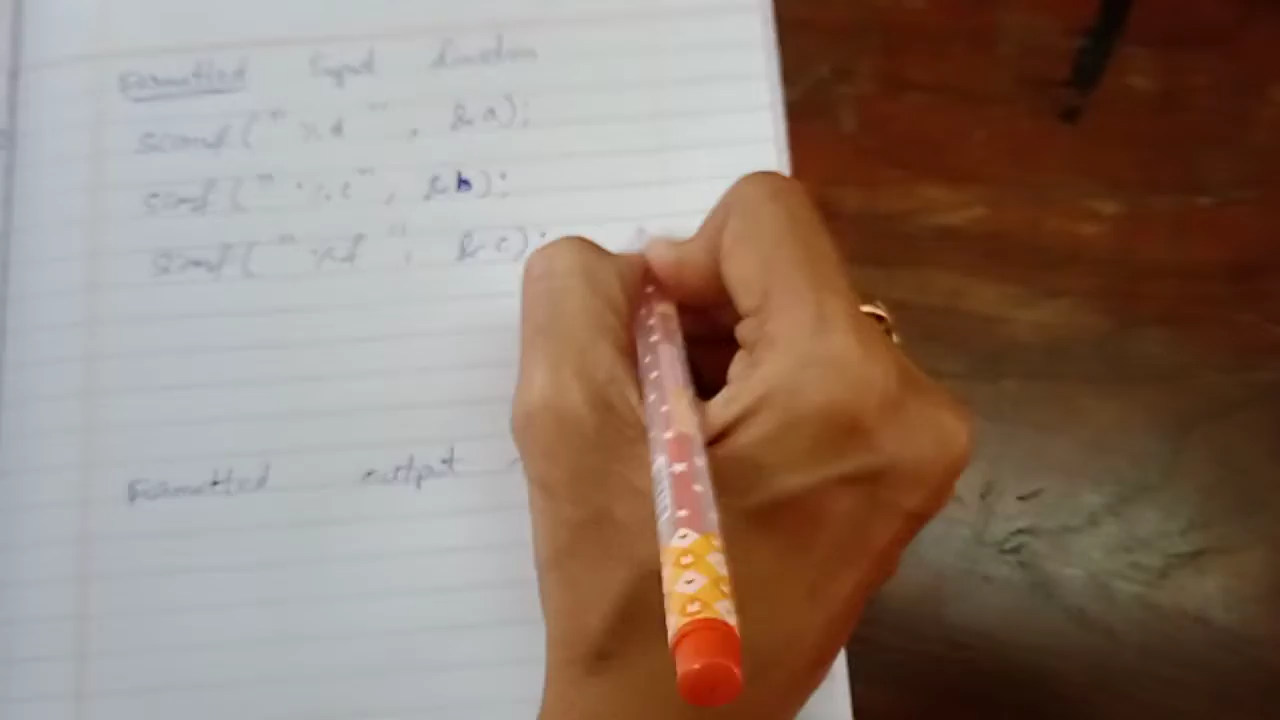 Formatted Input function
scanf("%d", &a);
scanf("%c", &b);
scanf("%f", &c);
Formatted output